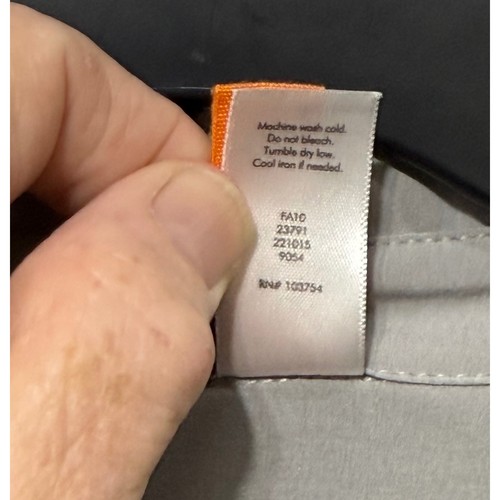 Machine wash cold.
Do not bleach.
Tumble dry low.
Cool iron if needed.
FA10
23791
221015
9054
RN# 103754